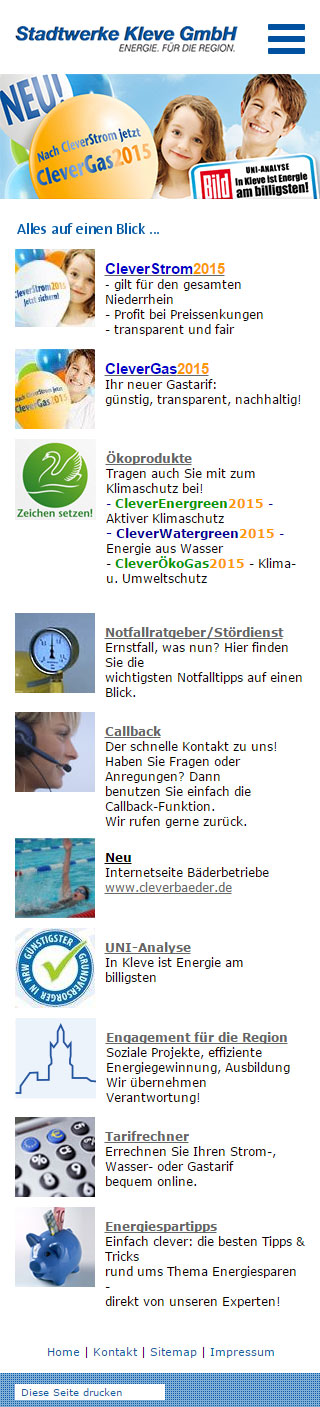 Stadtwerke Kleve GmbH
ENERGIE. FÜR DIE REGION.
NEU!
Nach CleverStrom jetzt
CleverGas2015
Bild
UNI-ANALYSE
In Kleve ist Energie
am billigsten!
Alles auf einen Blick ...
CleverStrom2015
jetzt sichern!
CleverStrom2015
- gilt für den gesamten
Niederrhein
- Profit bei Preissenkungen
- transparent und fair
Nach CleverStrom jetzt
CleverGas2015
CleverGas2015
Ihr neuer Gastarif:
günstig, transparent, nachhaltig!
Zeichen setzen!
Ökoprodukte
Tragen auch Sie mit zum
Klimaschutz bei!
- CleverEnergreen2015 -
Aktiver Klimaschutz
- CleverWatergreen2015 -
Energie aus Wasser
- CleverÖkoGas2015 - Klima-
u. Umweltschutz
Notfallratgeber/Stördienst
Ernstfall, was nun? Hier finden
Sie die
wichtigsten Notfalltipps auf einen
Blick.
Callback
Der schnelle Kontakt zu uns!
Haben Sie Fragen oder
Anregungen? Dann
benutzen Sie einfach die
Callback-Funktion.
Wir rufen gerne zurück.
Neu
Internetseite Bäderbetriebe
www.cleverbaeder.de
GÜNSTIGSTER
GRUNDVERSORGER IN NRW
UNI-Analyse
In Kleve ist Energie am
billigsten
Engagement für die Region
Soziale Projekte, effiziente
Energiegewinnung, Ausbildung
Wir übernehmen
Verantwortung!
Tarifrechner
Errechnen Sie Ihren Strom-,
Wasser- oder Gastarif
bequem online.
Energiespartipps
Einfach clever: die besten Tipps &
Tricks
rund ums Thema Energiesparen
-
direkt von unseren Experten!
Home | Kontakt | Sitemap | Impressum
Diese Seite drucken